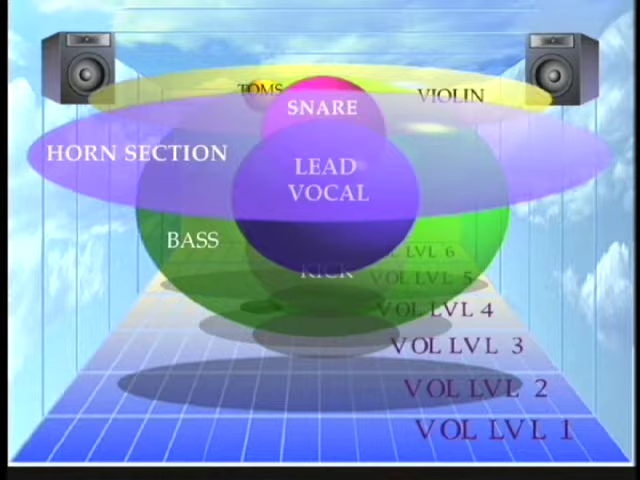 TOMS
VIOLIN
SNARE
HORN SECTION
LEAD
VOCAL
BASS
KICK
VOL LVL 6
VOL LVL 5
VOL LVL 4
VOL LVL 3
VOL LVL 2
VOL LVL 1